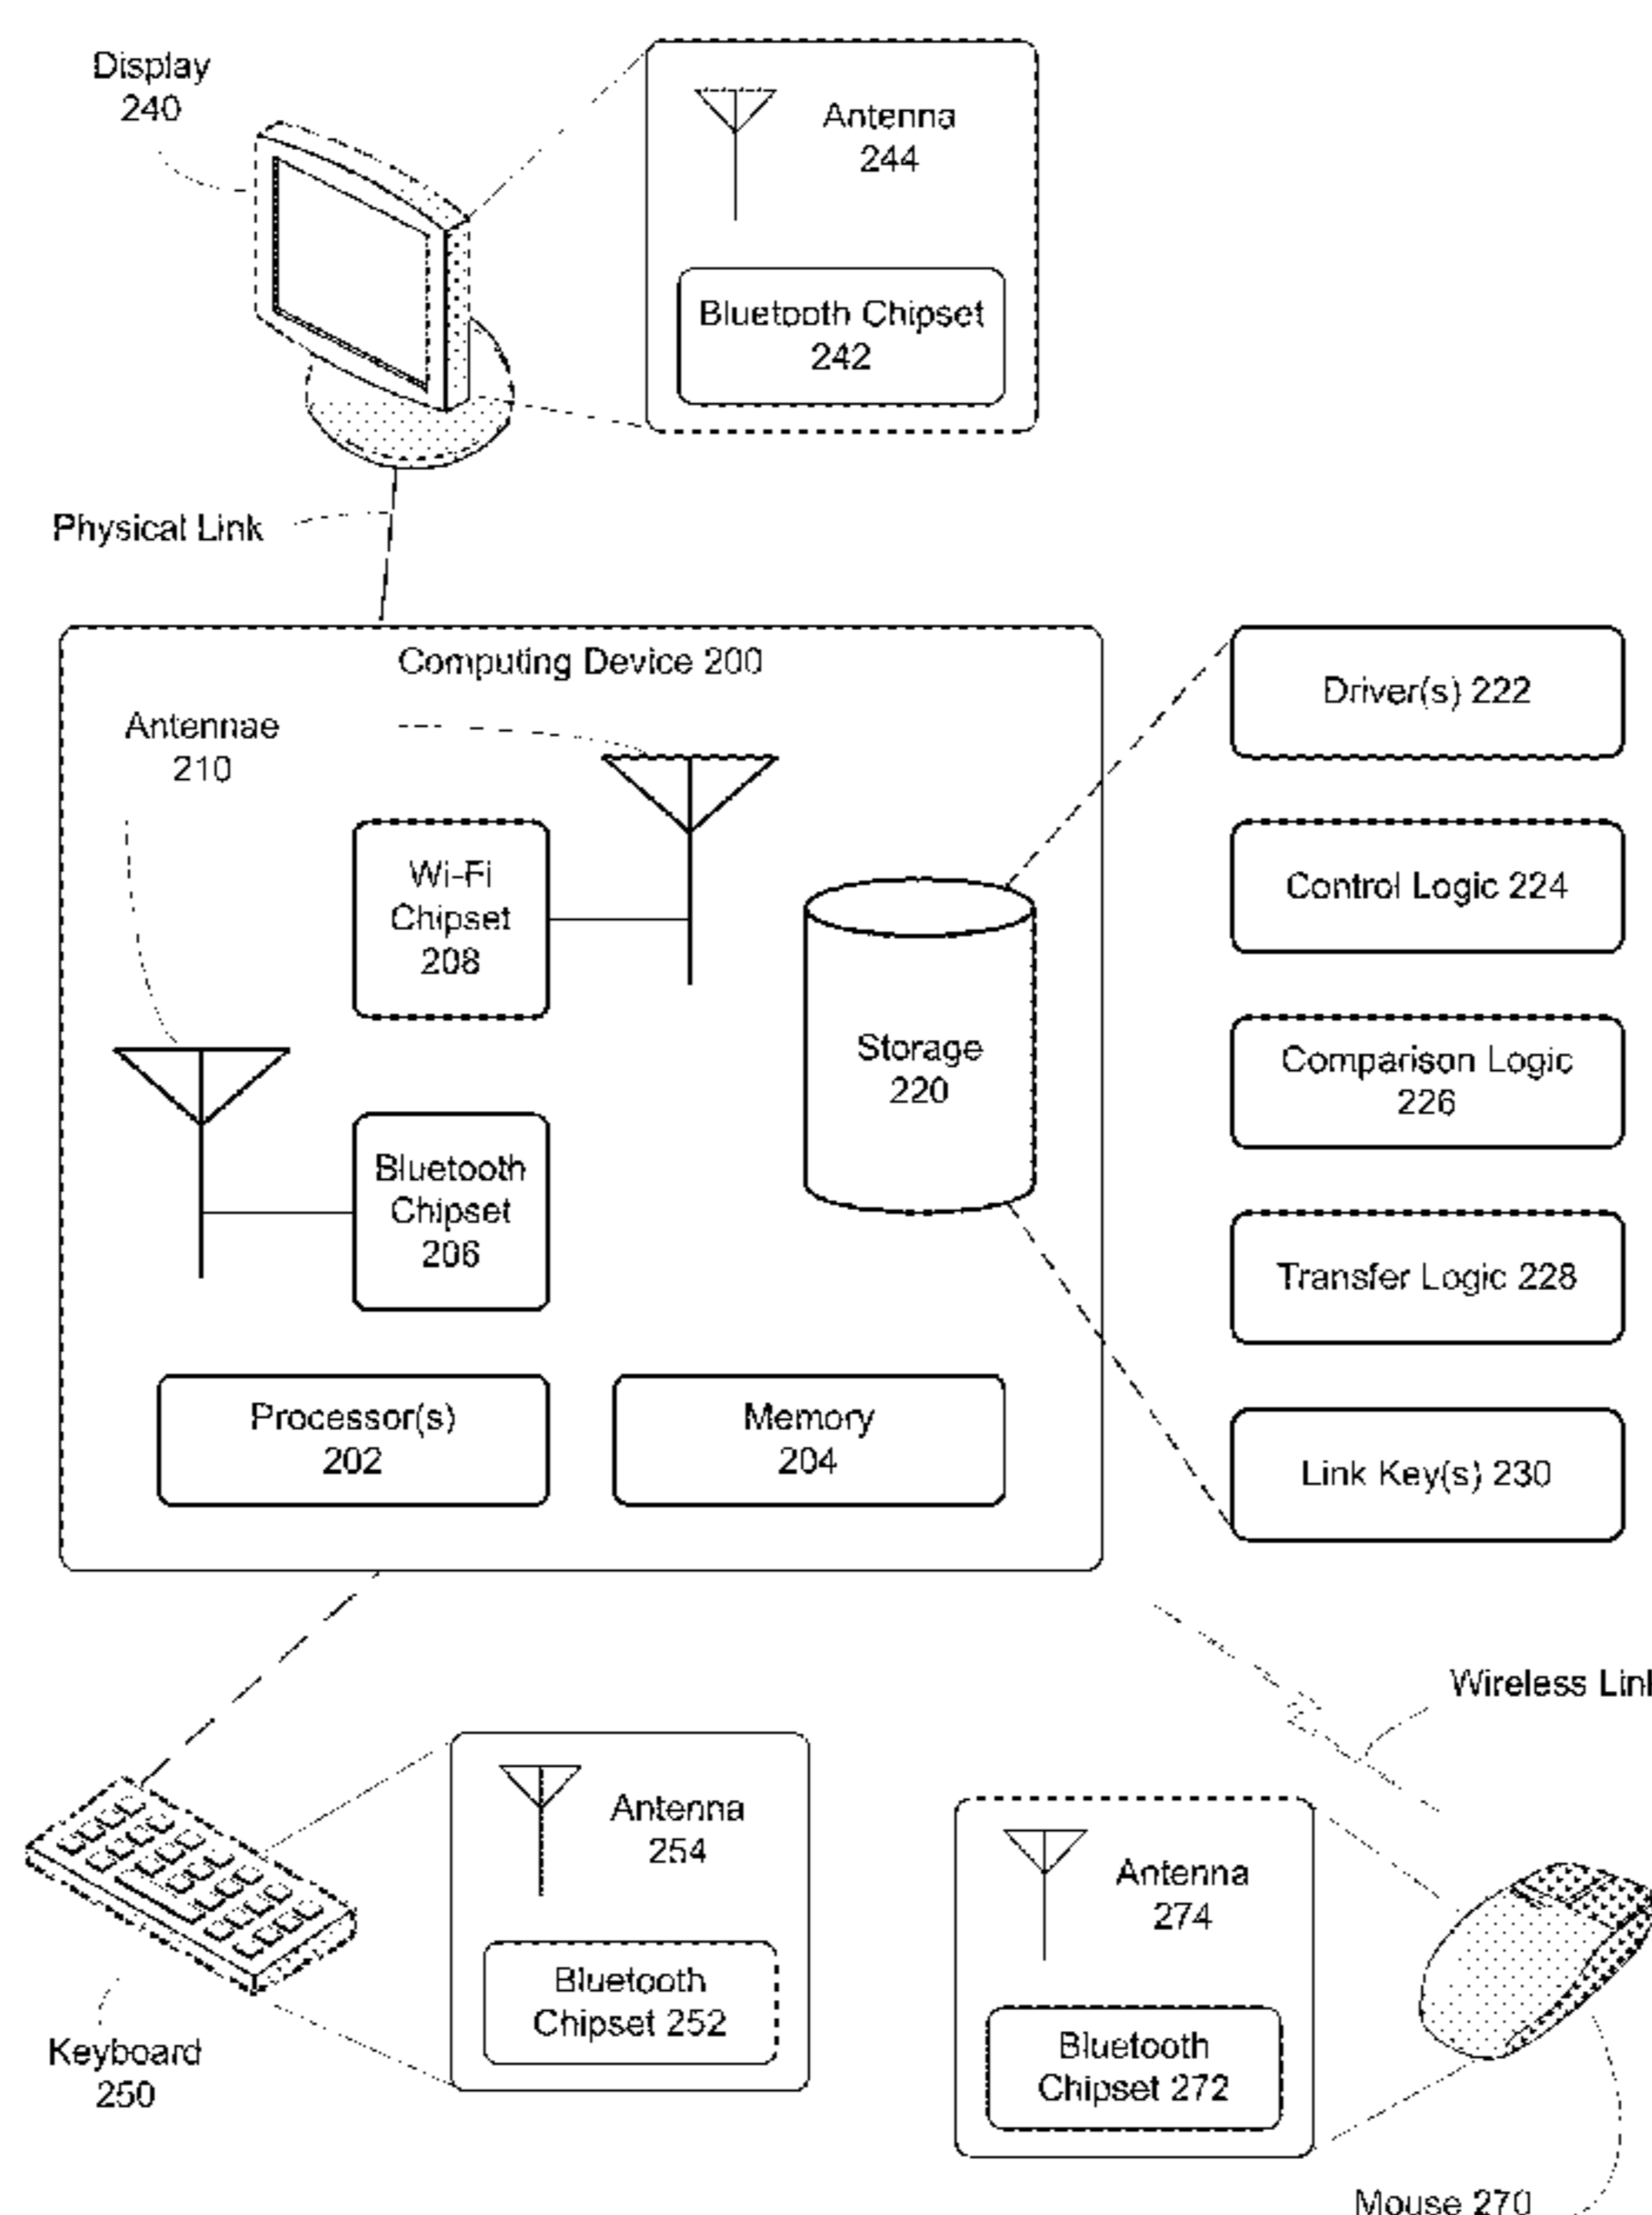 Display
240
Antenna
244
Bluetooth Chipset
242
Physical Link
Computing Device 200
Antennae
210
Wi-Fi
Chipset
208
Storage
220
Bluetooth
Chipset
206
Processor(s)
202
Memory
204
Driver(s) 222
Control Logic 224
Comparison Logic
226
Transfer Logic 228
Link Key(s) 230
Wireless Link
Antenna
254
Bluetooth
Chipset 252
Keyboard
250
Antenna
274
Bluetooth
Chipset 272
Mouse 270